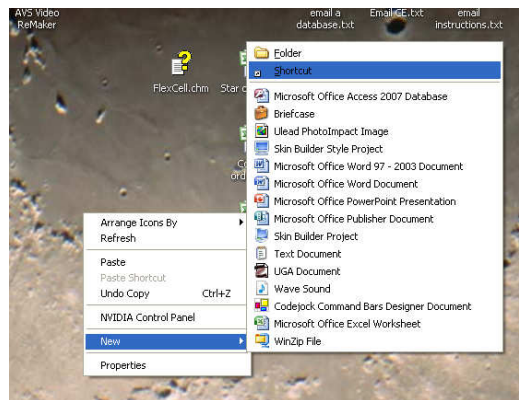 AVS Video
ReMaker
email a
database.txt
Email CE.txt
email
instructions.txt
FlexCell.chm
Star
Folder
Shortcut
Microsoft Office Access 2007 Database
Briefcase
Ulead PhotoImpact Image
Skin Builder Style Project
Microsoft Office Word 97 - 2003 Document
Microsoft Office Word Document
Microsoft Office PowerPoint Presentation
Microsoft Office Publisher Document
Skin Builder Project
Text Document
UGA Document
Wave Sound
Codejock Command Bars Designer Document
Microsoft Office Excel Worksheet
WinZip File
Arrange Icons By
Refresh
Paste
Paste Shortcut
Undo Copy Ctrl+Z
NVIDIA Control Panel
New
Properties